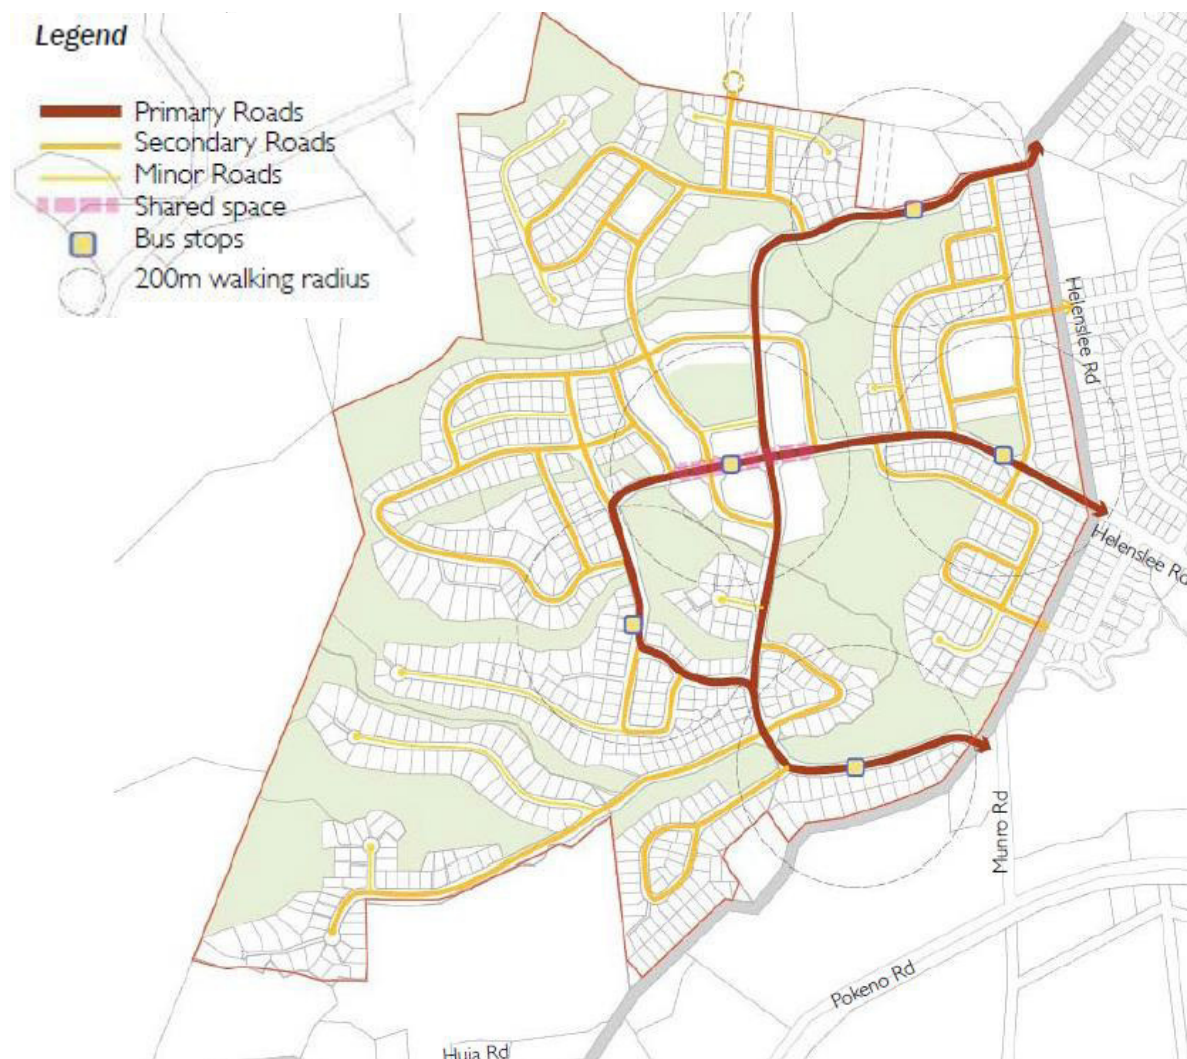 Legend
Primary Roads
Secondary Roads
Minor Roads
Shared space
Bus stops
200m walking radius
Helenslee Rd
Helenslee Rd
Munro Rd
Pokeno Rd
Huia Rd